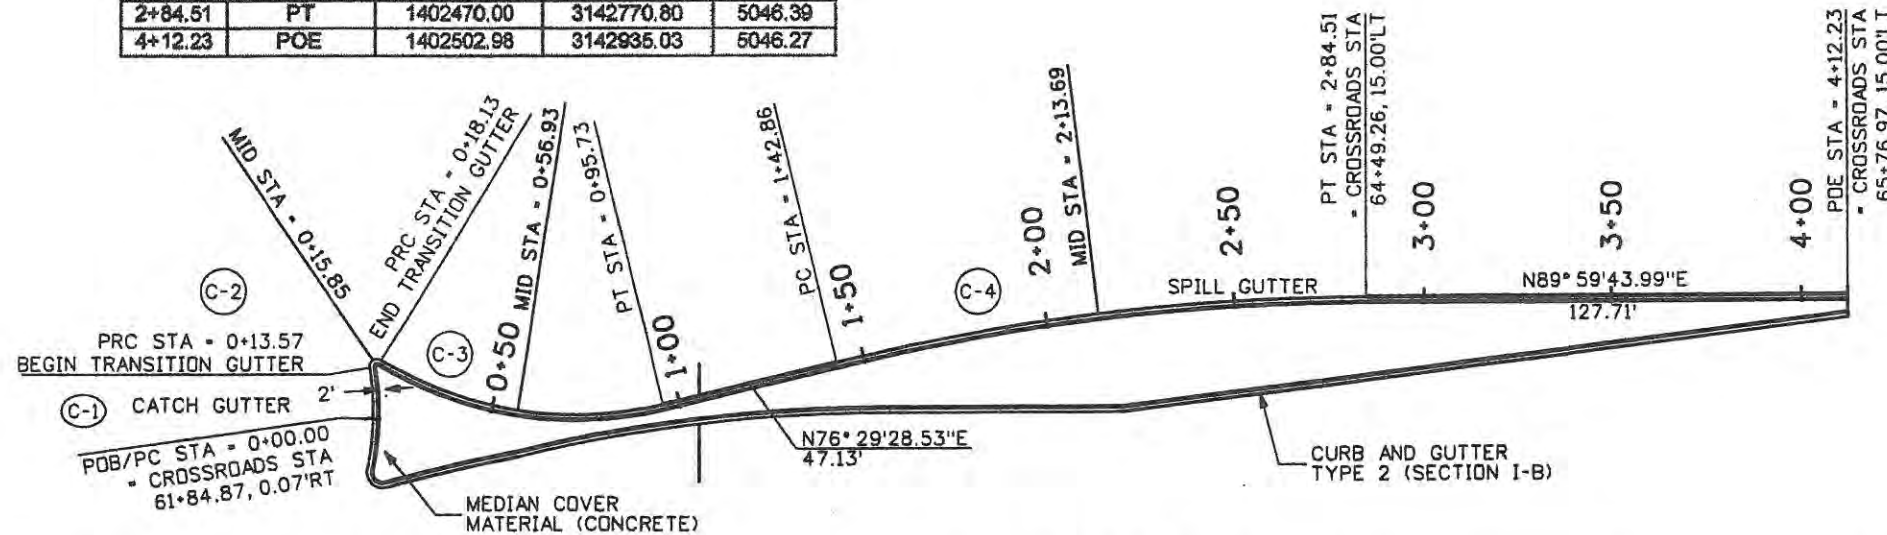 2+84.51 PT 1402470.00 3142770.80 5046.39
4+12.23 POE 1402502.98 3142935.03 5046.27
MID STA = 0+15.85
PRC STA = 0+18.13
END TRANSITION GUTTER
MID STA = 0+56.93
PT STA = 0+95.73
PC STA = 1+42.86
MID STA = 2+13.69
PT STA = 2+84.51
= CROSSROADS STA
64+49.26, 15.00'LT
POE STA = 4+12.23
= CROSSROADS STA
65+76.97, 15.00'LT
C-2
C-3
C-4
0+50
1+00
1+50
2+00
2+50
3+00
3+50
4+00
SPILL GUTTER
N89°59'43.99"E
127.71'
PRC STA = 0+13.57
BEGIN TRANSITION GUTTER
2'
C-1
CATCH GUTTER
POB/PC STA = 0+00.00
= CROSSROADS STA
61+84.87, 0.07'RT
N76°29'28.53"E
47.13'
MEDIAN COVER
MATERIAL (CONCRETE)
CURB AND GUTTER
TYPE 2 (SECTION I-B)